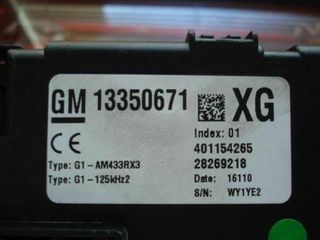 GM 13350671 XG
Index: 01
CE 401154265
Type: G1-AM433RX3 28269218
Type: G1-125kHz2 Date: 16110
S/N: WY1YE2